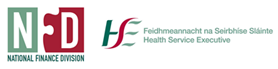 NFD
NATIONAL FINANCE DIVISION
HSE
Feidhmeannacht na Seirbhíse Sláinte
Health Service Executive